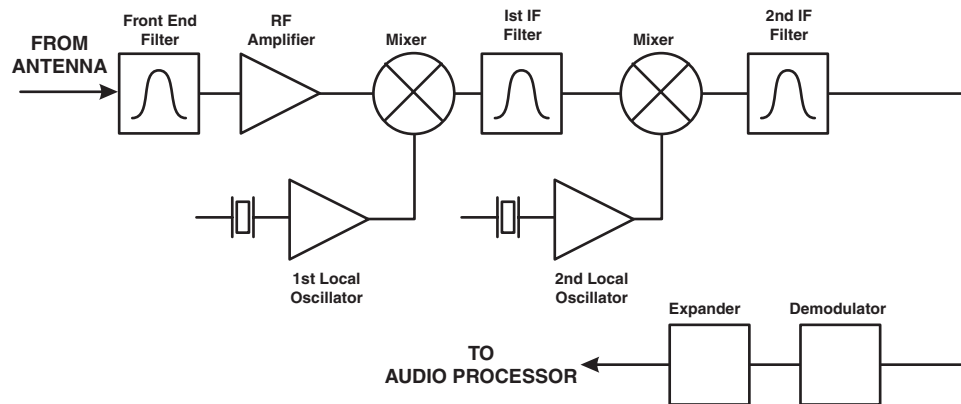 Front End
Filter
RF
Amplifier
Mixer
Ist IF
Filter
Mixer
2nd IF
Filter
FROM
ANTENNA
1st Local
Oscillator
2nd Local
Oscillator
Expander
Demodulator
TO
AUDIO PROCESSOR